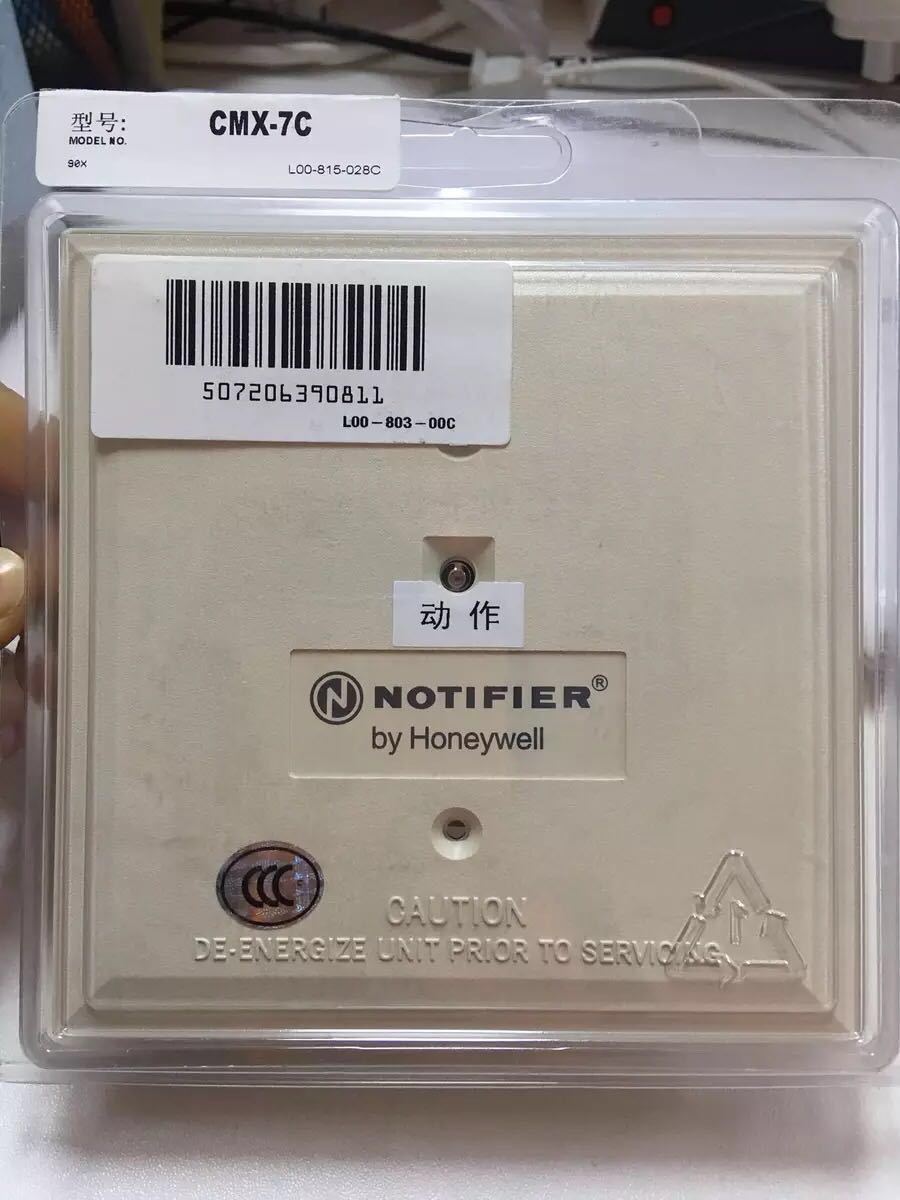 型号:
CMX-7C
MODEL NO.
90X
L00-815-028C
507206390811
L00-803-00C
动 作
N NOTIFIER®
by Honeywell
CCC
CAUTION
DE-ENERGIZE UNIT PRIOR TO SERVICING
1